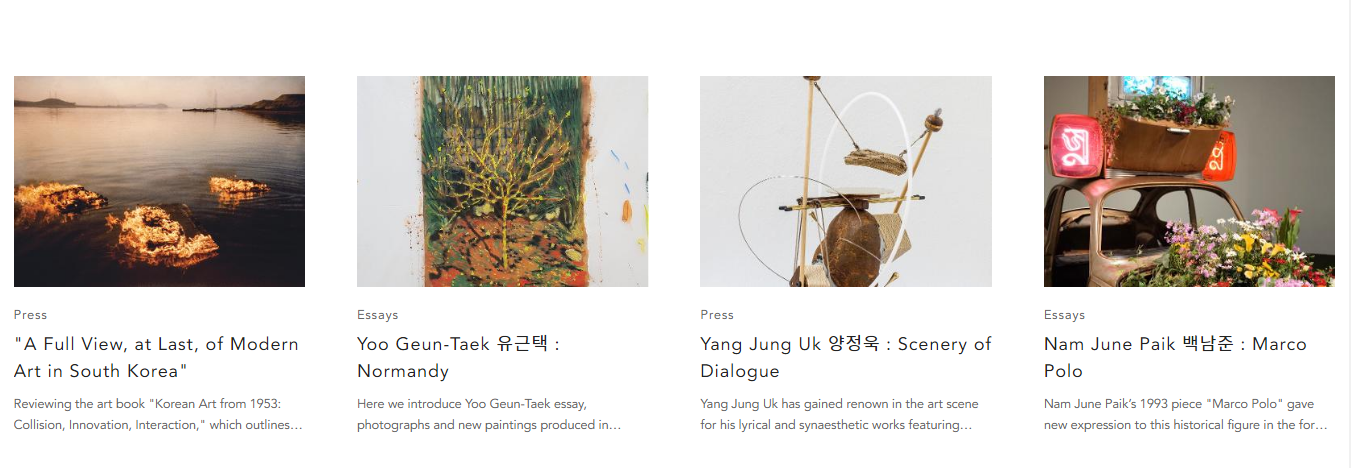 Press
"A Full View, at Last, of Modern
Art in South Korea"
Reviewing the art book "Korean Art from 1953:
Collision, Innovation, Interaction," which outlines…
Essays
Yoo Geun-Taek 유근택 :
Normandy
Here we introduce Yoo Geun-Taek essay,
photographs and new paintings produced in…
Press
Yang Jung Uk 양정욱 : Scenery of
Dialogue
Yang Jung Uk has gained renown in the art scene
for his lyrical and synaesthetic works featuring…
Essays
Nam June Paik 백남준 : Marco
Polo
Nam June Paik’s 1993 piece "Marco Polo" gave
new expression to this historical figure in the for…